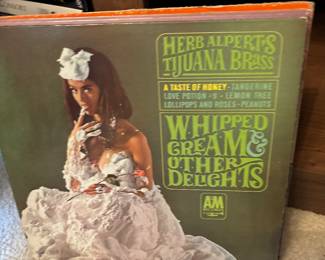 HERB ALPERT'S
TIJUANA BRASS
A TASTE OF HONEY • TANGERINE
LOVE POTION • 9 • LEMON TREE
LOLLIPOPS AND ROSES • PEANUTS
WHIPPED
CREAM &
OTHER
DELIGHTS
A&M